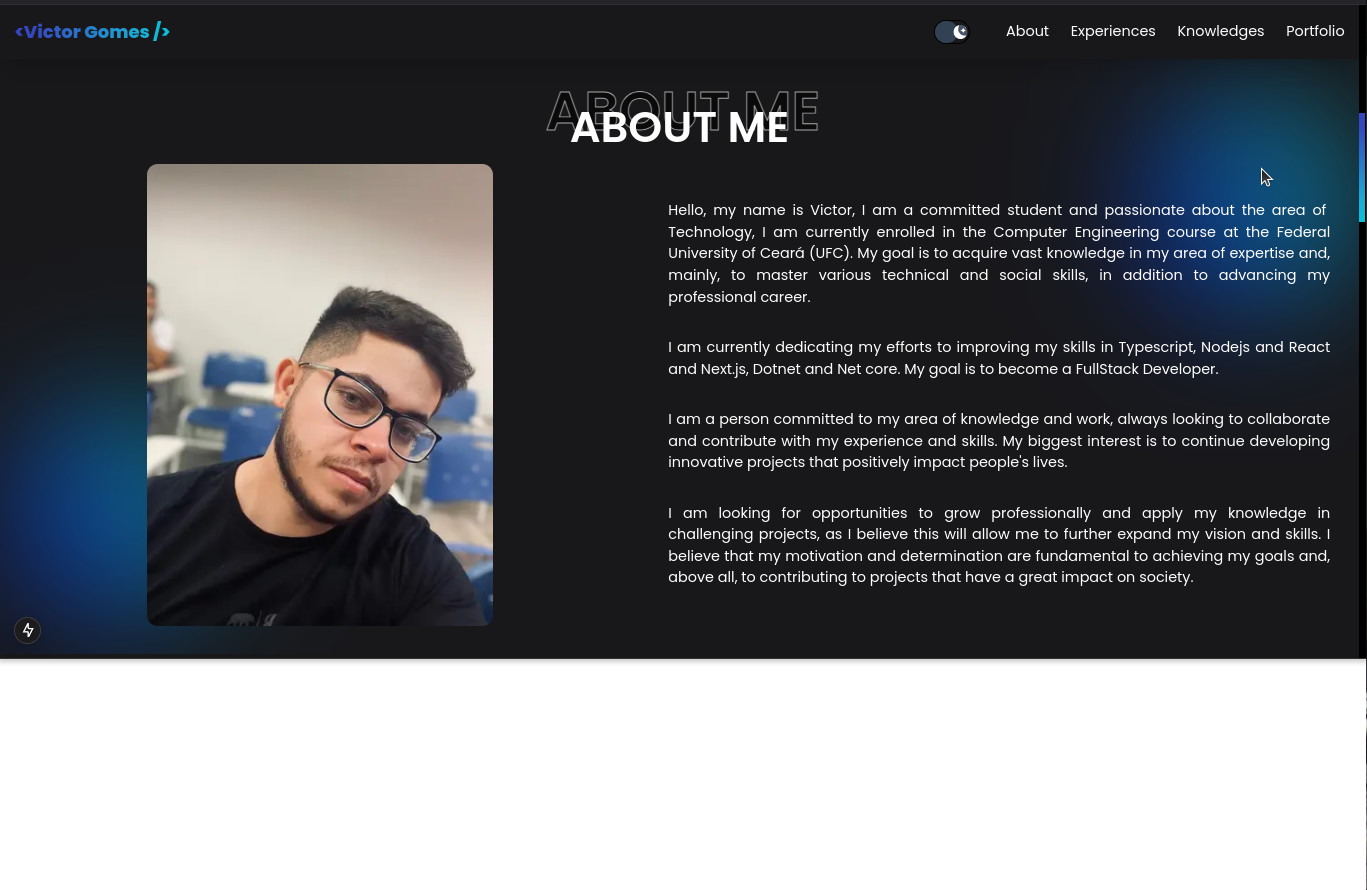 <Victor Gomes />
About Experiences Knowledges Portfolio
ABOUT ME
ABOUT ME
Hello, my name is Victor, I am a committed student and passionate about the area of
Technology, I am currently enrolled in the Computer Engineering course at the Federal
University of Ceará (UFC). My goal is to acquire vast knowledge in my area of expertise and,
mainly, to master various technical and social skills, in addition to advancing my
professional career.
I am currently dedicating my efforts to improving my skills in Typescript, Nodejs and React
and Next.js, Dotnet and Net core. My goal is to become a FullStack Developer.
I am a person committed to my area of knowledge and work, always looking to collaborate
and contribute with my experience and skills. My biggest interest is to continue developing
innovative projects that positively impact people's lives.
I am looking for opportunities to grow professionally and apply my knowledge in
challenging projects, as I believe this will allow me to further expand my vision and skills. I
believe that my motivation and determination are fundamental to achieving my goals and,
above all, to contributing to projects that have a great impact on society.